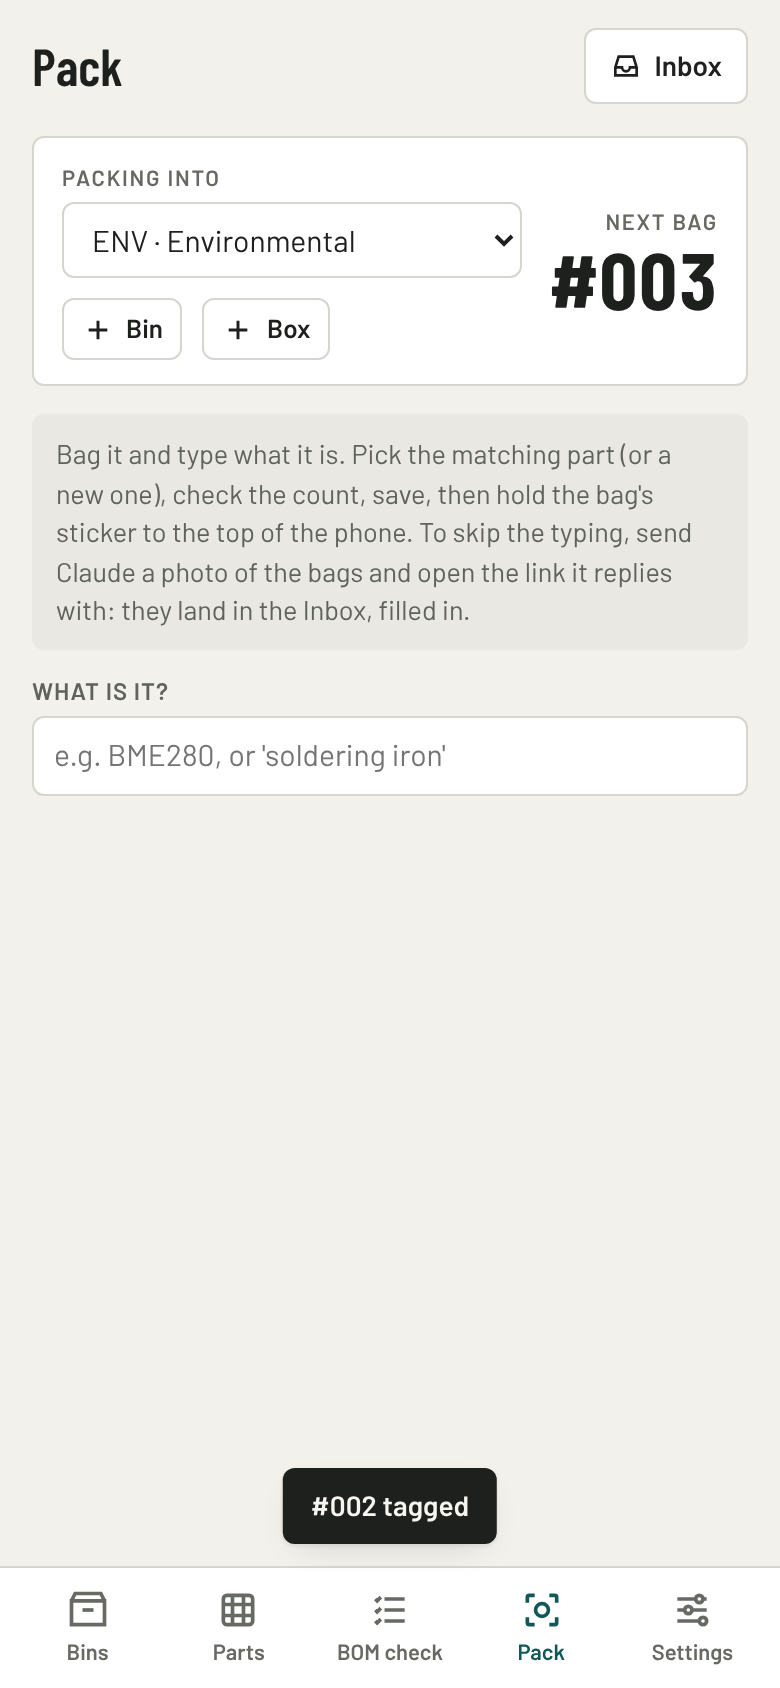 Pack
Inbox
PACKING INTO
ENV · Environmental
NEXT BAG
#003
+ Bin
+ Box
Bag it and type what it is. Pick the matching part (or a
new one), check the count, save, then hold the bag's
sticker to the top of the phone. To skip the typing, send
Claude a photo of the bags and open the link it replies
with: they land in the Inbox, filled in.
WHAT IS IT?
e.g. BME280, or 'soldering iron'
#002 tagged
Bins
Parts
BOM check
Pack
Settings